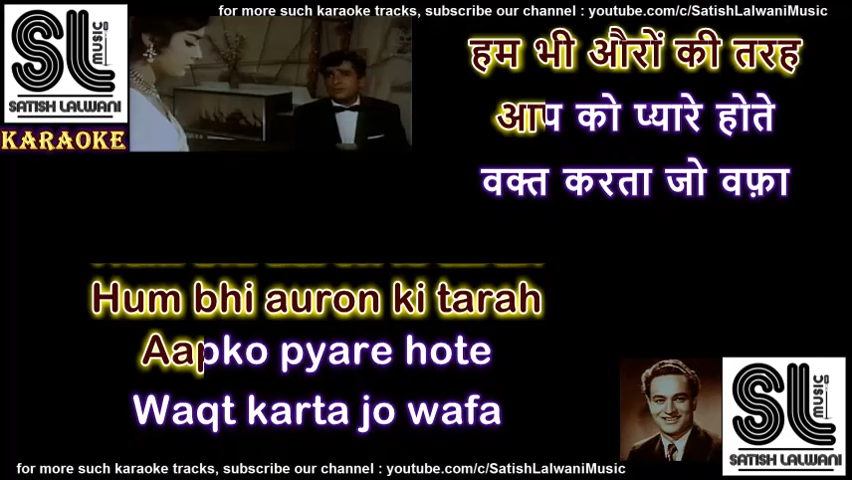 for more such karaoke tracks, subscribe our channel : youtube.com/c/SatishLalwaniMusic
SL
MUSIC
SATISH LALWANI
KARAOKE
हम भी औरों की तरह
आप को प्यारे होते
वक्त करता जो वफ़ा
Hum bhi auron ki tarah
Aapko pyare hote
Waqt karta jo wafa
SL
MUSIC
SATISH LALWANI
for more such karaoke tracks, subscribe our channel : youtube.com/c/SatishLalwaniMusic